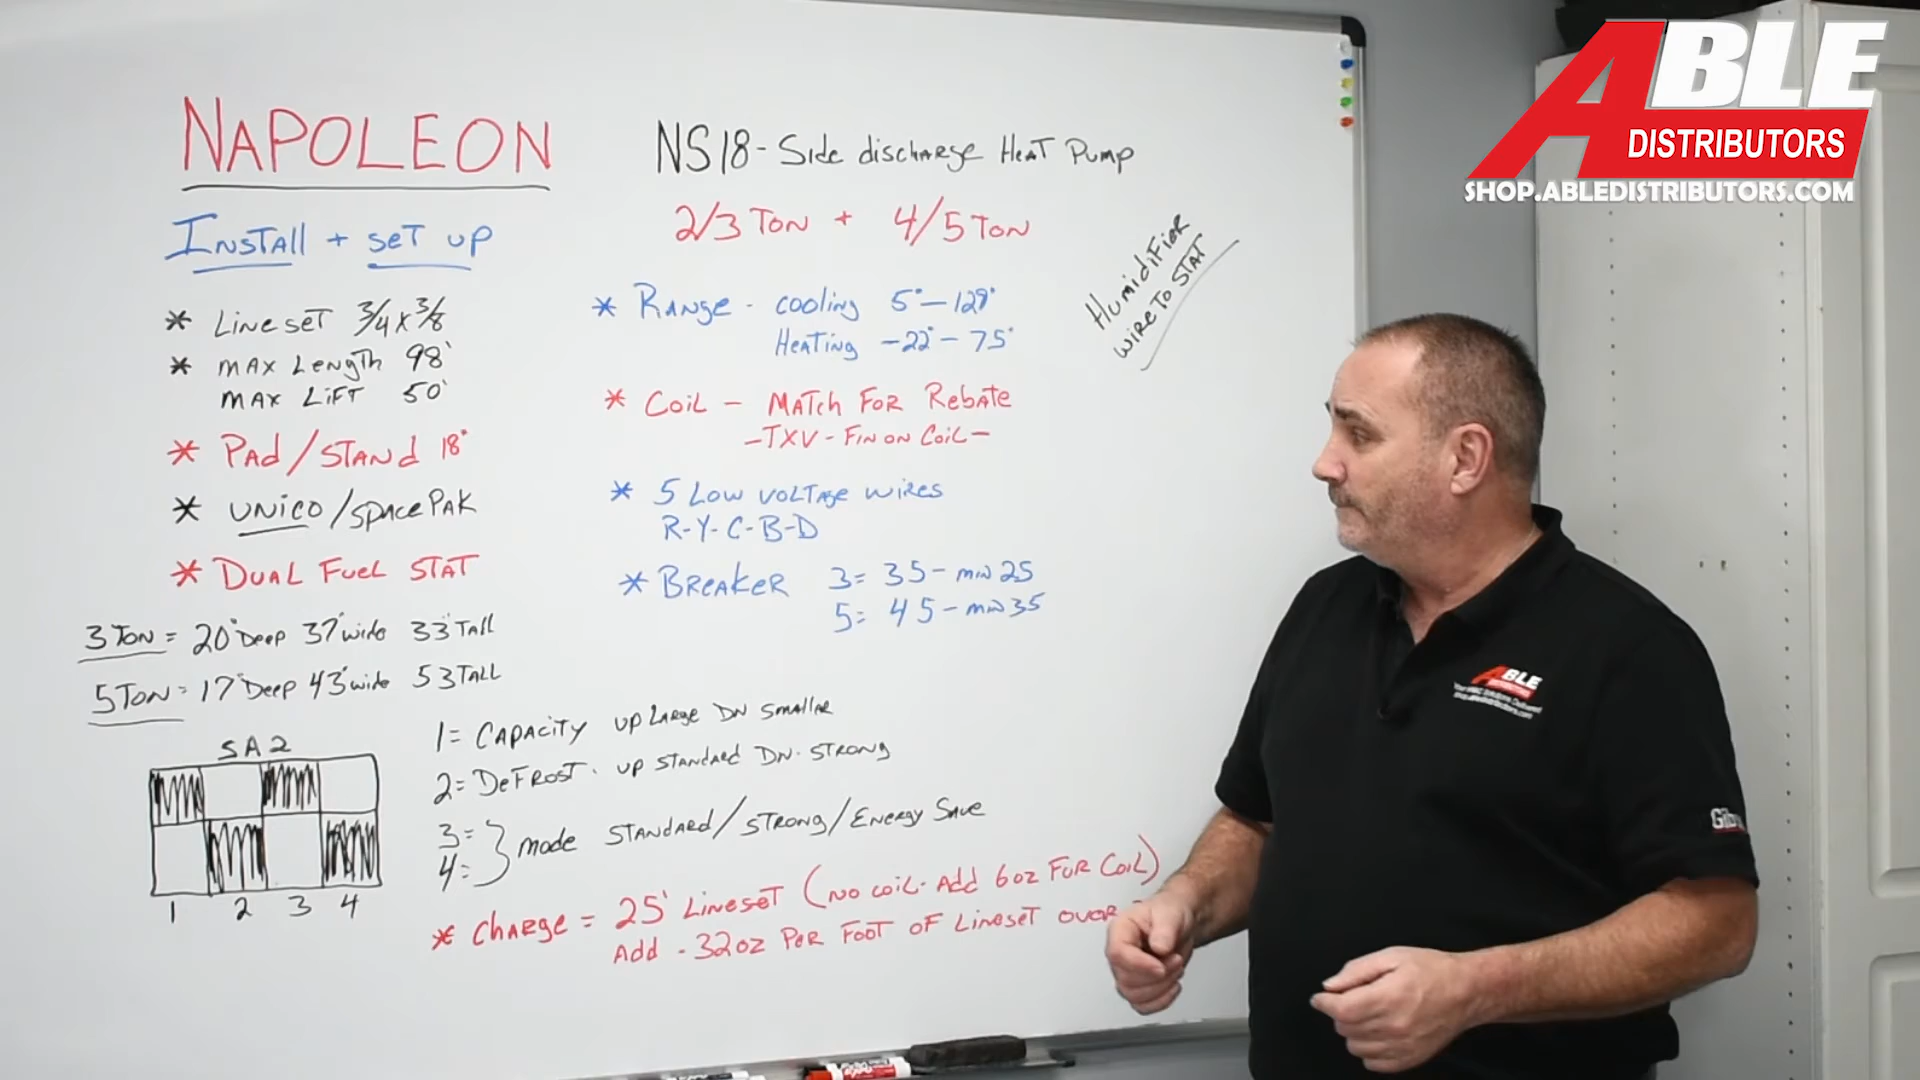 NAPOLEON
Install + set up
* Lineset 3/4 x 3/8
* max Length 98'
max Lift 50'
* Pad/Stand 18"
* unico/spacePak
* Dual Fuel Stat
3 Ton = 20" Deep 37" wide 33" Tall
5 Ton = 17" Deep 43" wide 53 Tall
SA2
1 2 3 4
NS18 - Side discharge Heat Pump
2/3 Ton + 4/5 Ton
* Range - cooling 5° - 129°
Heating -22° - 75°
* Coil - Match For Rebate
- TXV - Fin on Coil -
* 5 Low voltage wires
R-Y-C-B-D
* Breaker 3 = 35 - min 25
5 = 45 - min 35
1 = Capacity up Large DN smaller
2 = Defrost. up standard DN. strong
3 =
4 = } mode standard/strong/Energy Save
* Charge = 25' Lineset (No coil - Add 6oz For Coil)
Add .32oz Per Foot of Lineset over
Humidifier
wire to stat
ABLE
DISTRIBUTORS
SHOP.ABLEDISTRIBUTORS.COM
ABLE